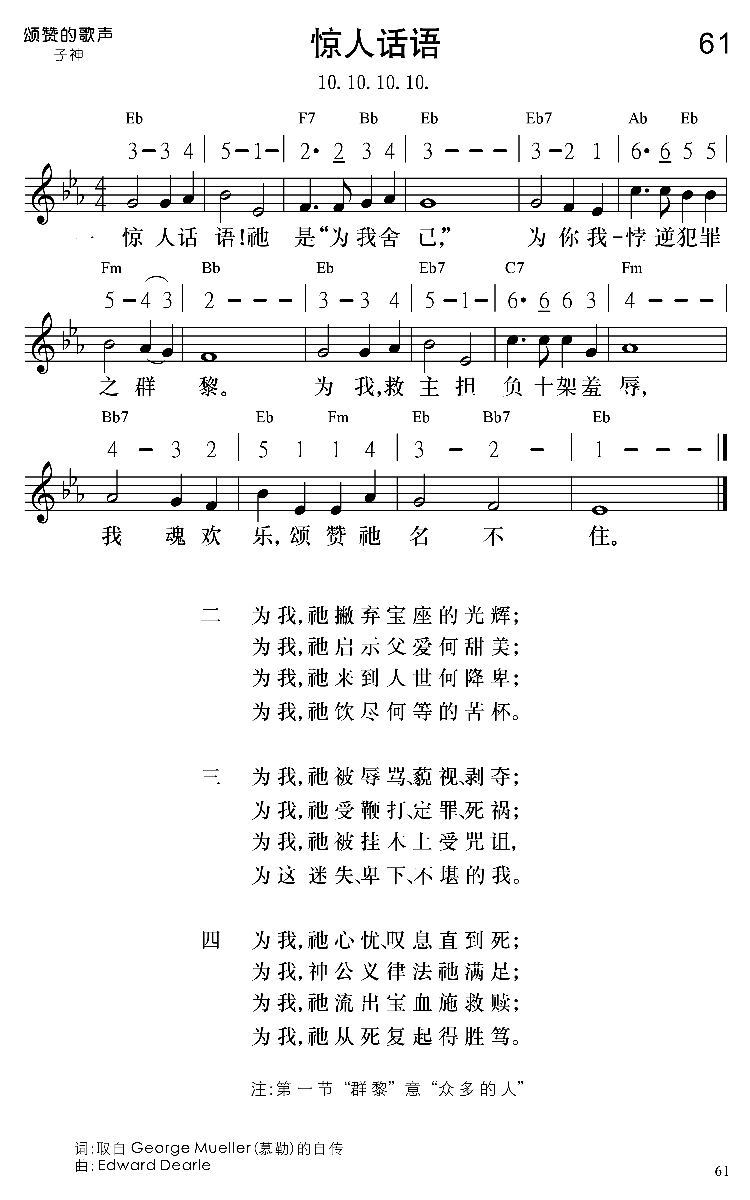 颂赞的歌声
子神
惊人话语
61
10. 10. 10. 10.
Eb F7 Bb Eb Eb7 Ab Eb
3 – 3 4 | 5 – 1 – | 2· 2 3 4 | 3 – – – | 3 – 2 1 | 6· 6 5 5 |
4/4
一 惊人话语!祂是“为我舍己,” 为你我-悖逆犯罪
Fm Bb Eb Eb7 C7 Fm
5 – 4 3 | 2 – – – | 3 – 3 4 | 5 – 1 – | 6· 6 6 3 | 4 – – – |
之群黎。 为我,救主担负十架羞辱,
Bb7 Eb Fm Eb Bb7 Eb
4 – 3 2 | 5 1 1 4 | 3 – 2 – | 1 – – – ‖
我魂欢乐,颂赞祂名不住。
二 为我,祂撇弃宝座的光辉;
为我,祂启示父爱何甜美;
为我,祂来到人世何降卑;
为我,祂饮尽何等的苦杯。
三 为我,祂被辱骂、藐视、剥夺;
为我,祂受鞭打、定罪、死祸;
为我,祂被挂木上受咒诅,
为这迷失、卑下、不堪的我。
四 为我,祂心忧、叹息直到死;
为我,神公义律法祂满足;
为我,祂流出宝血施救赎;
为我,祂从死复起得胜笃。
注:第一节“群黎”意“众多的人”
词:取自George Mueller(慕勒)的自传
曲:Edward Dearle
61